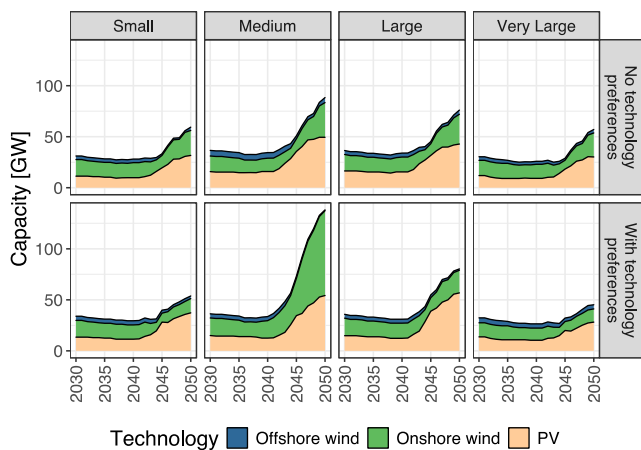 Small Medium Large Very Large
Capacity [GW]
100
50
0
No technology
preferences
100
50
0
With technology
preferences
2030 2035 2040 2045 2050 2030 2035 2040 2045 2050 2030 2035 2040 2045 2050 2030 2035 2040 2045 2050
Technology Offshore wind Onshore wind PV